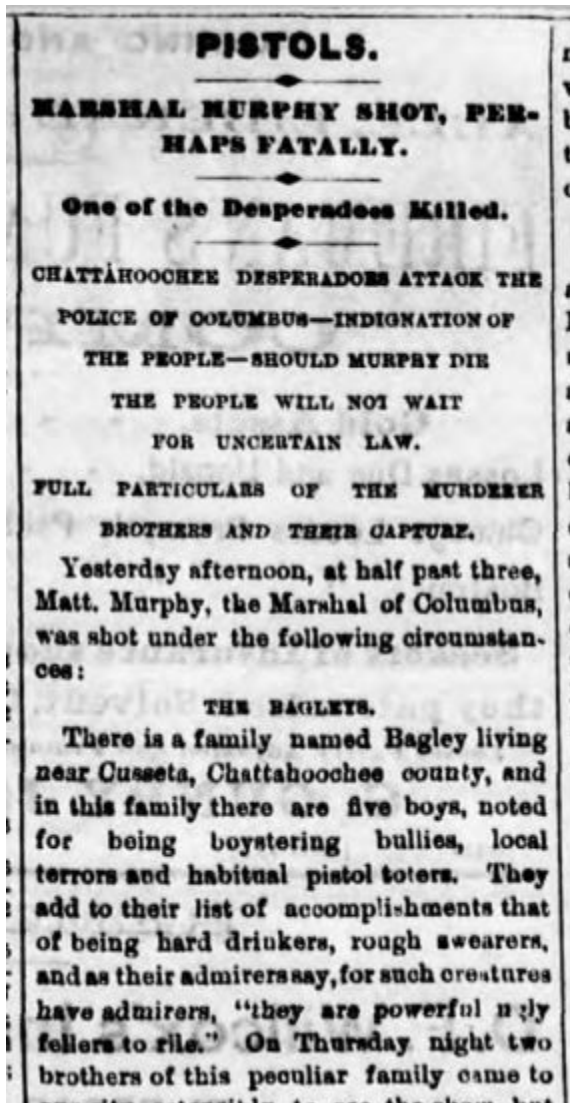 PISTOLS.
MARSHAL MURPHY SHOT, PER-
HAPS FATALLY.
One of the Desperadoes Killed.
CHATTAHOOCHEE DESPERADOES ATTACK THE
POLICE OF COLUMBUS—INDIGNATION OF
THE PEOPLE—SHOULD MURPHY DIE
THE PEOPLE WILL NOT WAIT
FOR UNCERTAIN LAW.
FULL PARTICULARS OF THE MURDERER
BROTHERS AND THEIR CAPTURE.
Yesterday afternoon, at half past three,
Matt. Murphy, the Marshal of Columbus,
was shot under the following circumstan-
ces:
THE BAGLEYS.
There is a family named Bagley living
near Cusseta, Chattahoochee county, and
in this family there are five boys, noted
for being boystering bullies, local
terrors and habitual pistol toters. They
add to their list of accomplishments that
of being hard drinkers, rough swearers,
and as their admirers say, for such creatures
have admirers, "they are powerful ugly
fellers to rile." On Thursday night two
brothers of this peculiar family came to